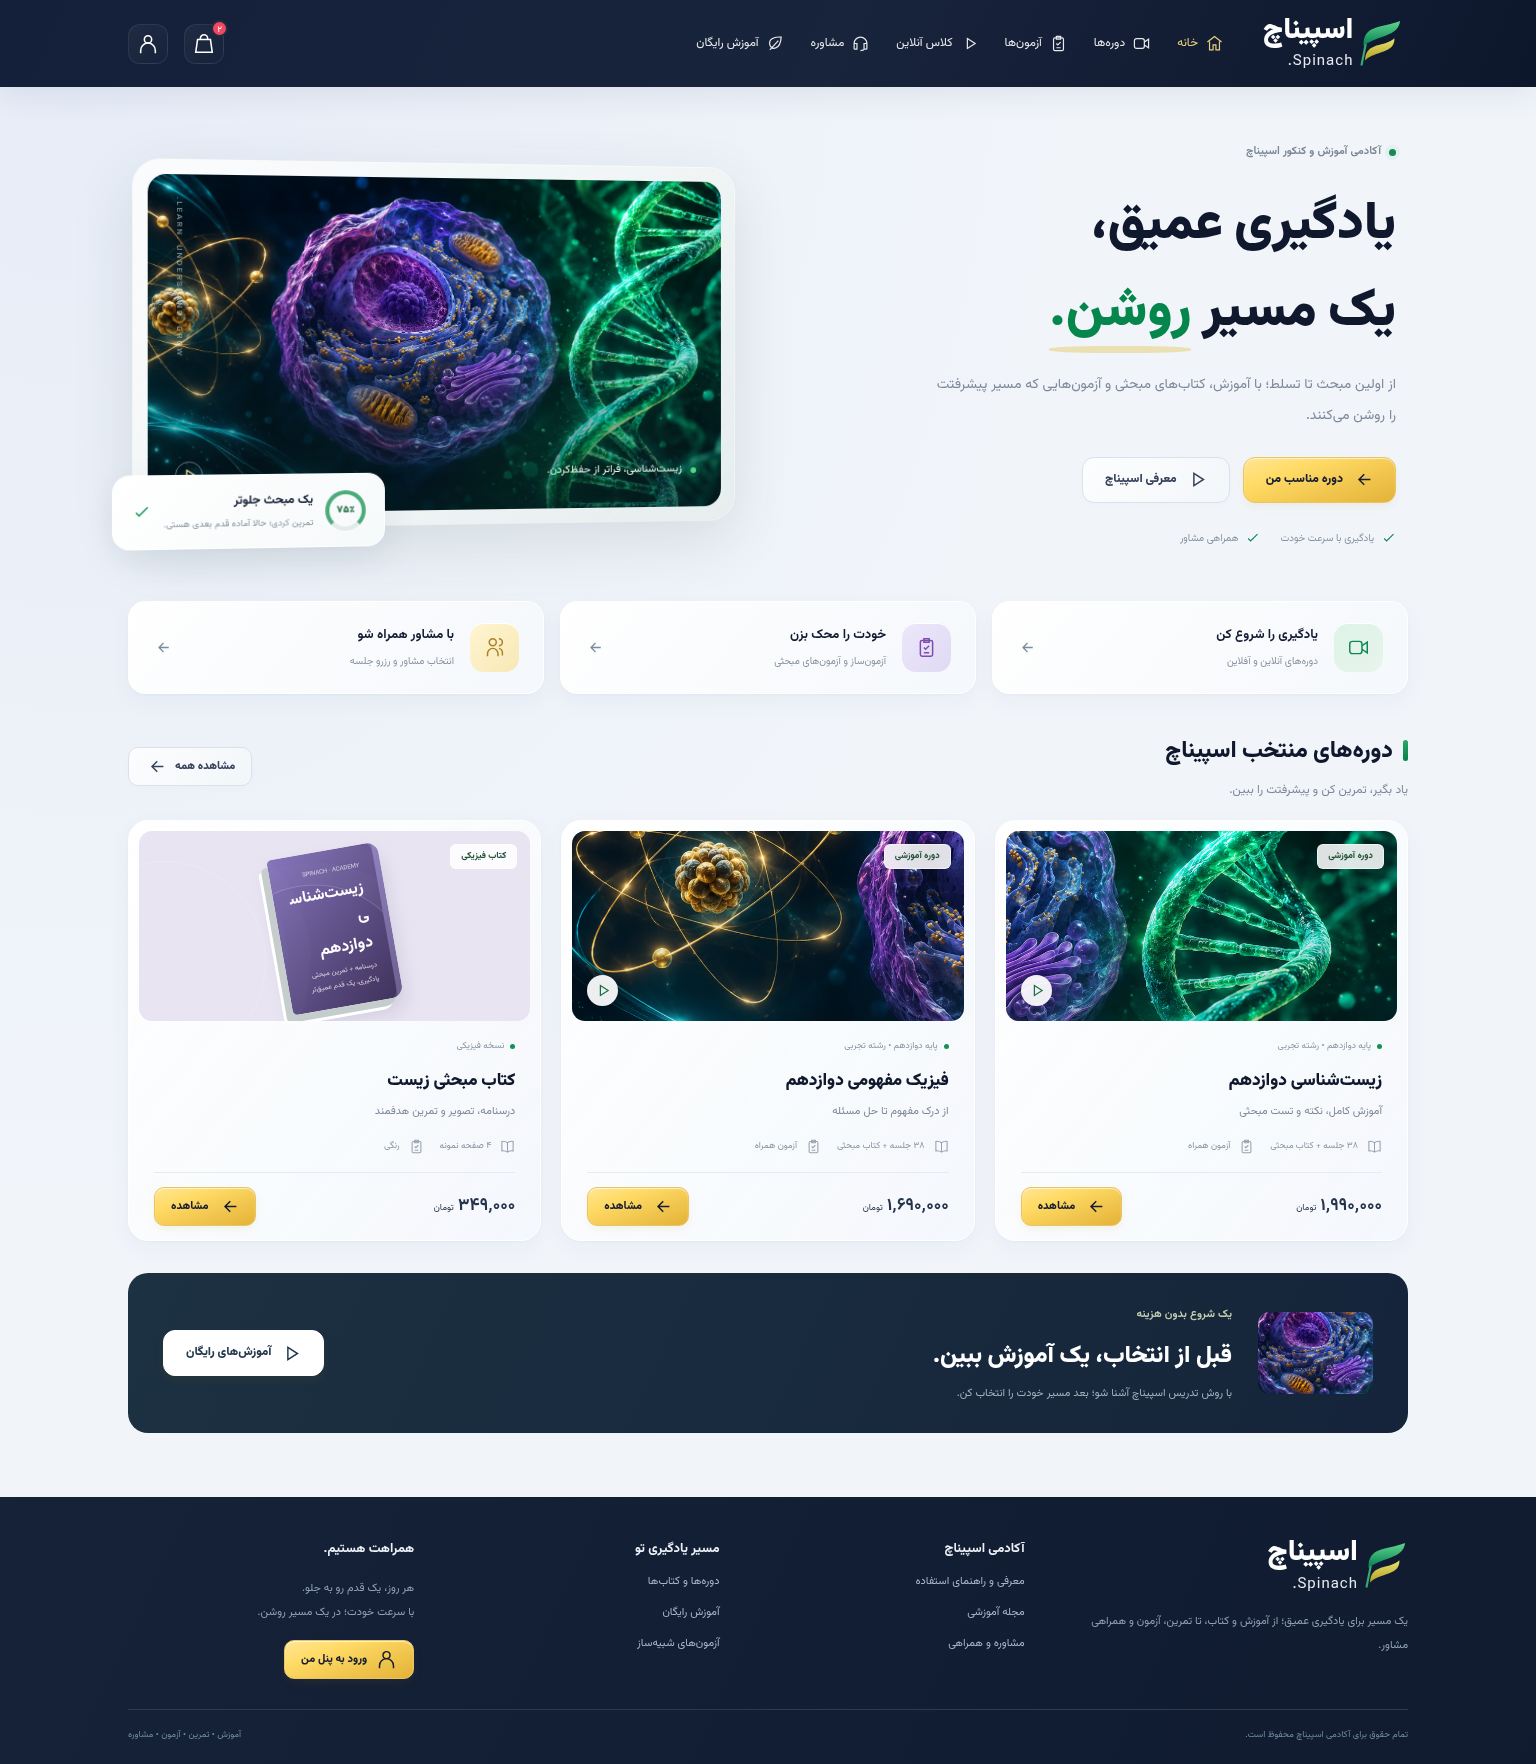 اسپیناچ
Spinach.
خانه
دوره‌ها
آزمون‌ها
کلاس آنلاین
مشاوره
آموزش رایگان
۲
آکادمی آموزش و کنکور اسپیناچ
یادگیری عمیق،
یک مسیر روشن.
از اولین مبحث تا تسلط؛ با آموزش، کتاب‌های مبحثی و آزمون‌هایی که مسیر پیشرفتت
را روشن می‌کنند.
دوره مناسب من
معرفی اسپیناچ
یادگیری با سرعت خودت
همراهی مشاور
زیست‌شناسی، فراتر از حفظ‌کردن.
۷۵٪
یک مبحث جلوتر
تمرین کردی؛ حالا آماده قدم بعدی هستی.
یادگیری را شروع کن
دوره‌های آنلاین و آفلاین
خودت را محک بزن
آزمون‌ساز و آزمون‌های مبحثی
با مشاور همراه شو
انتخاب مشاور و رزرو جلسه
دوره‌های منتخب اسپیناچ
یاد بگیر، تمرین کن و پیشرفتت را ببین.
مشاهده همه
دوره آموزشی
پایه دوازدهم • رشته تجربی
زیست‌شناسی دوازدهم
آموزش کامل، نکته و تست مبحثی
۳۸ جلسه + کتاب مبحثی
آزمون همراه
۱,۹۹۰,۰۰۰ تومان
مشاهده
دوره آموزشی
پایه دوازدهم • رشته تجربی
فیزیک مفهومی دوازدهم
از درک مفهوم تا حل مسئله
۳۸ جلسه + کتاب مبحثی
آزمون همراه
۱,۶۹۰,۰۰۰ تومان
مشاهده
کتاب فیزیکی
SPINACH · ACADEMY
زیست‌شناس
ی
دوازدهم
درسنامه + تمرین مبحثی
یادگیری، یک قدم عمیق‌تر
نسخه فیزیکی
کتاب مبحثی زیست
درسنامه، تصویر و تمرین هدفمند
۴ صفحه نمونه
رنگی
۳۴۹,۰۰۰ تومان
مشاهده
یک شروع بدون هزینه
قبل از انتخاب، یک آموزش ببین.
با روش تدریس اسپیناچ آشنا شو؛ بعد مسیر خودت را انتخاب کن.
آموزش‌های رایگان
اسپیناچ
Spinach.
یک مسیر برای یادگیری عمیق؛ از آموزش و کتاب، تا تمرین، آزمون و همراهی
مشاور.
آکادمی اسپیناچ
معرفی و راهنمای استفاده
مجله آموزشی
مشاوره و همراهی
مسیر یادگیری تو
دوره‌ها و کتاب‌ها
آموزش رایگان
آزمون‌های شبیه‌ساز
همراهت هستیم.
هر روز، یک قدم رو به جلو.
با سرعت خودت؛ در یک مسیر روشن.
ورود به پنل من
تمام حقوق برای آکادمی اسپیناچ محفوظ است.
آموزش • تمرین • آزمون • مشاوره